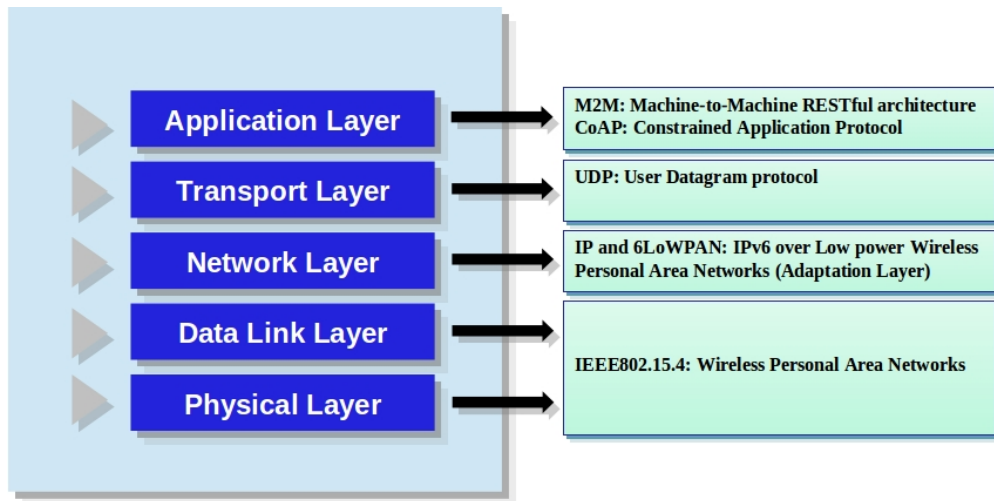 Application Layer
M2M: Machine-to-Machine RESTful architecture
CoAP: Constrained Application Protocol
Transport Layer
UDP: User Datagram protocol
Network Layer
IP and 6LoWPAN: IPv6 over Low power Wireless
Personal Area Networks (Adaptation Layer)
Data Link Layer
Physical Layer
IEEE802.15.4: Wireless Personal Area Networks